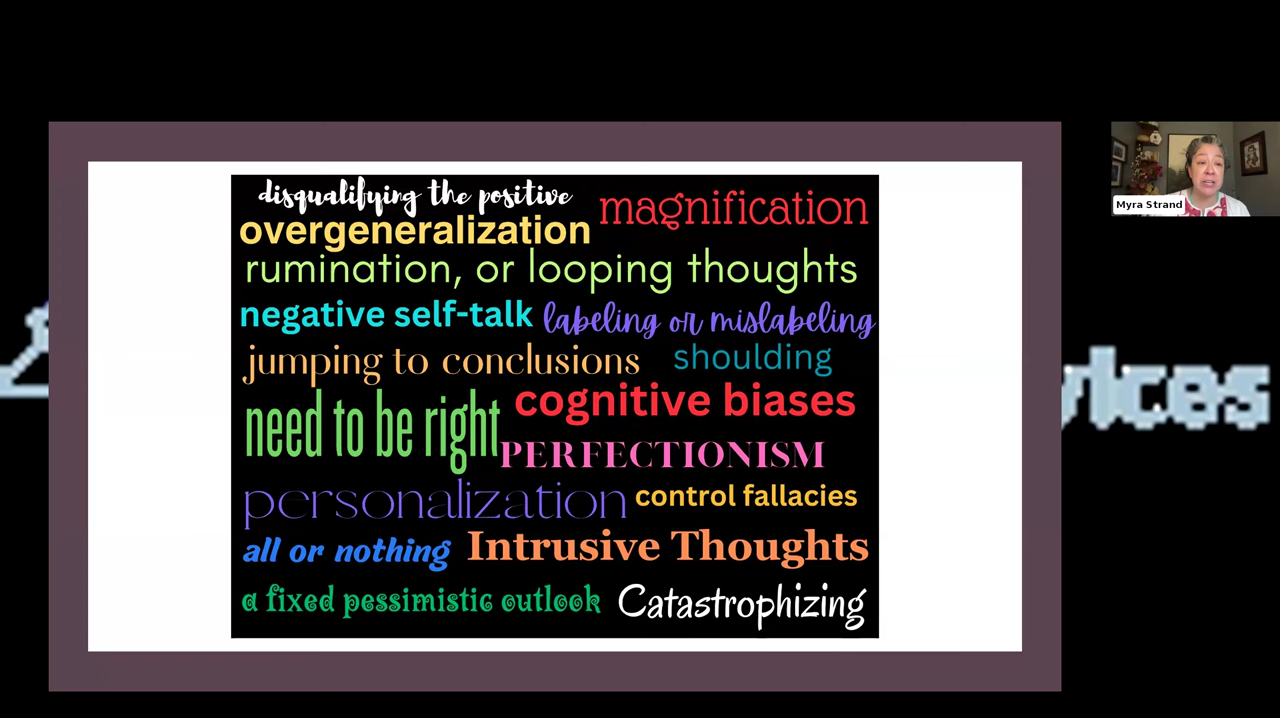 disqualifying the positive
magnification
overgeneralization
rumination, or looping thoughts
negative self-talk
labeling or mislabeling
jumping to conclusions
shoulding
need to be right
cognitive biases
PERFECTIONISM
personalization
control fallacies
all or nothing
Intrusive Thoughts
a fixed pessimistic outlook
Catastrophizing
Myra Strand